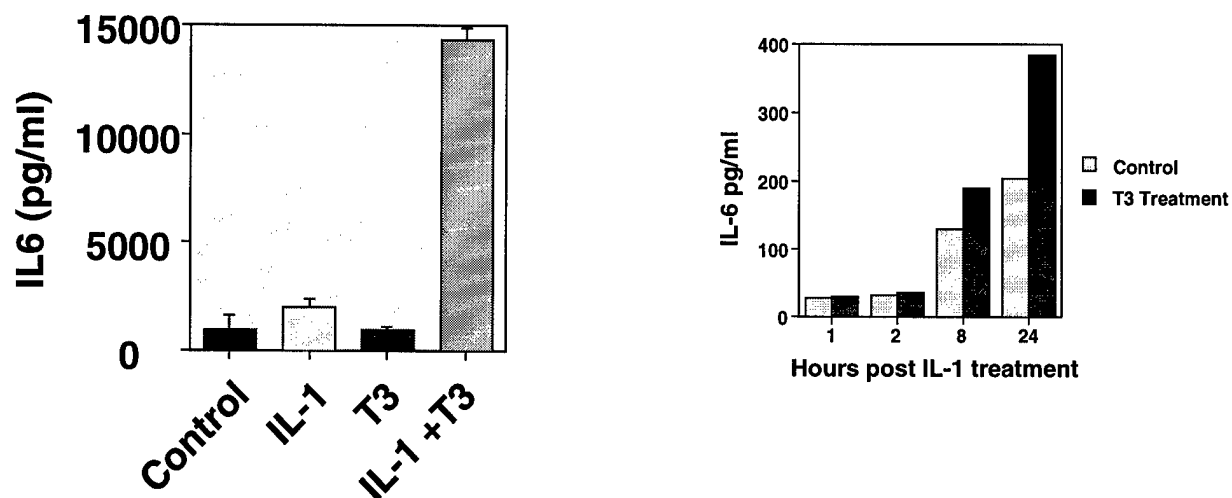 15000
10000
5000
0
IL6 (pg/ml)
Control
IL-1
T3
IL-1 +T3
400
300
200
100
0
IL-6 pg/ml
1 2 8 24
Hours post IL-1 treatment
Control
T3 Treatment